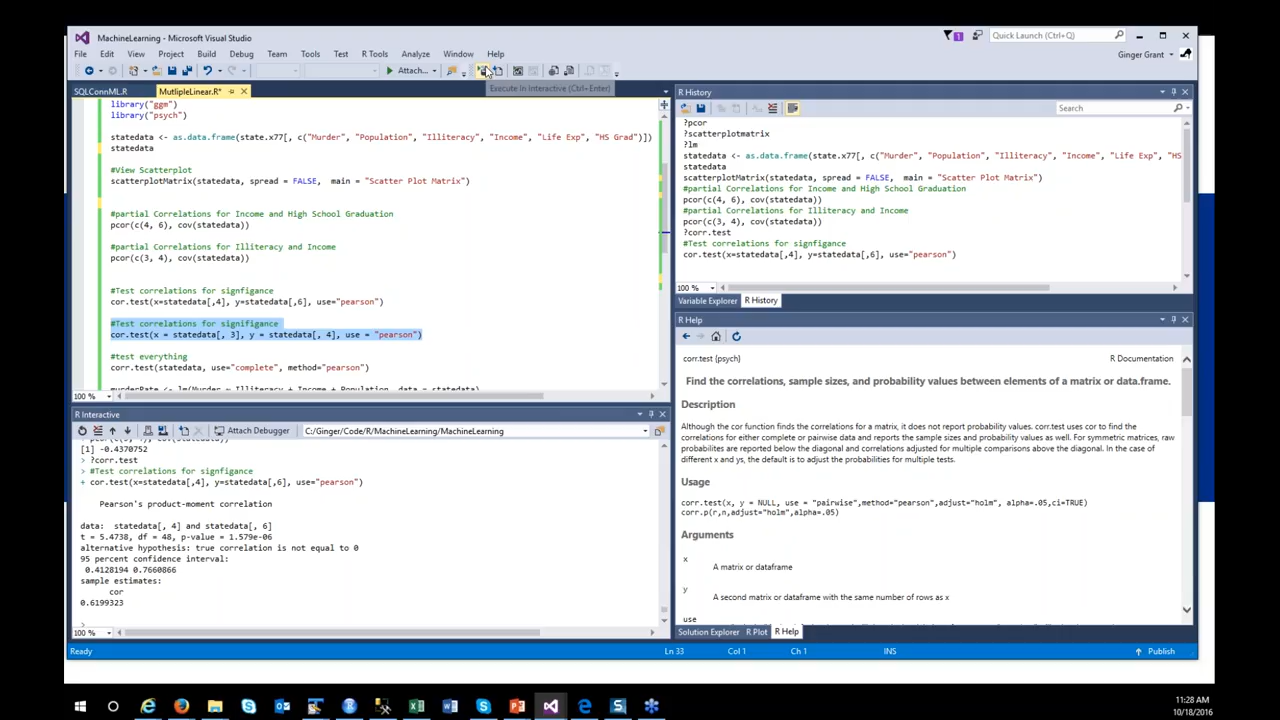 MachineLearning - Microsoft Visual Studio
1
Quick Launch (Ctrl+Q)
File Edit View Project Build Debug Team Tools Test R Tools Analyze Window Help
Ginger Grant
Attach...
Execute In Interactive (Ctrl+Enter)
SQLConnML.R MutlipleLinear.R*
library("ggm")
library("psych")
statedata <- as.data.frame(state.x77[, c("Murder", "Population", "Illiteracy", "Income", "Life Exp", "HS Grad")])
statedata
#View Scatterplot
scatterplotMatrix(statedata, spread = FALSE, main = "Scatter Plot Matrix")
#partial Correlations for Income and High School Graduation
pcor(c(4, 6), cov(statedata))
#partial Correlations for Illiteracy and Income
pcor(c(3, 4), cov(statedata))
#Test correlations for signfigance
cor.test(x=statedata[,4], y=statedata[,6], use="pearson")
#Test correlations for signifigance
cor.test(x = statedata[, 3], y = statedata[, 4], use = "pearson")
#test everything
corr.test(statedata, use="complete", method="pearson")
murderRate <- lm(Murder ~ Illiteracy + Income + Population, data = statedata)
100 %
R Interactive
Attach Debugger
C:/Ginger/Code/R/MachineLearning/MachineLearning
[1] -0.4370752
> ?corr.test
> #Test correlations for signfigance
+ cor.test(x=statedata[,4], y=statedata[,6], use="pearson")
Pearson's product-moment correlation
data: statedata[, 4] and statedata[, 6]
t = 5.4738, df = 48, p-value = 1.579e-06
alternative hypothesis: true correlation is not equal to 0
95 percent confidence interval:
0.4128194 0.7660866
sample estimates:
cor
0.6199323
>
100 %
R History
Search
?pcor
?scatterplotmatrix
?lm
statedata <- as.data.frame(state.x77[, c("Murder", "Population", "Illiteracy", "Income", "Life Exp", "HS
statedata
scatterplotMatrix(statedata, spread = FALSE, main = "Scatter Plot Matrix")
#partial Correlations for Income and High School Graduation
pcor(c(4, 6), cov(statedata))
#partial Correlations for Illiteracy and Income
pcor(c(3, 4), cov(statedata))
?corr.test
#Test correlations for signfigance
cor.test(x=statedata[,4], y=statedata[,6], use="pearson")
100 %
Variable Explorer R History
R Help
corr.test {psych}
R Documentation
Find the correlations, sample sizes, and probability values between elements of a matrix or data.frame.
Description
Although the cor function finds the correlations for a matrix, it does not report probability values. corr.test uses cor to find the
correlations for either complete or pairwise data and reports the sample sizes and probability values as well. For symmetric matrices, raw
probabilites are reported below the diagonal and correlations adjusted for multiple comparisons above the diagonal. In the case of
different x and ys, the default is to adjust the probabilities for multiple tests.
Usage
corr.test(x, y = NULL, use = "pairwise",method="pearson",adjust="holm", alpha=.05,ci=TRUE)
corr.p(r,n,adjust="holm",alpha=.05)
Arguments
x
A matrix or dataframe
y
A second matrix or dataframe with the same number of rows as x
use
Solution Explorer R Plot R Help
Ready
Ln 33
Col 1
Ch 1
INS
Publish
11:28 AM
10/18/2016